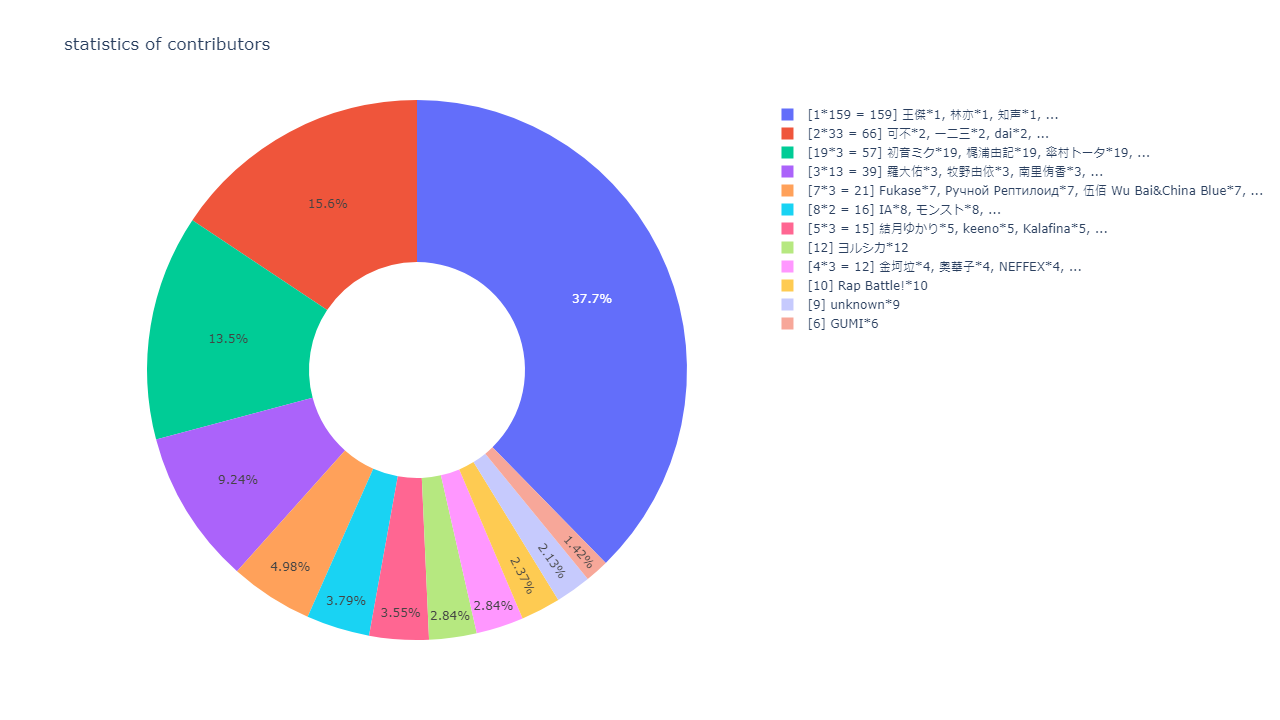 statistics of contributors
[1*159 = 159] 王傑*1, 林亦*1, 知声*1, ...
[2*33 = 66] 可不*2, 一二三*2, dai*2, ...
[19*3 = 57] 初音ミク*19, 梶浦由記*19, 傘村トータ*19, ...
[3*13 = 39] 羅大佑*3, 牧野由依*3, 南里侑香*3, ...
[7*3 = 21] Fukase*7, Ручной Рептилоид*7, 伍佰 Wu Bai&China Blue*7, ...
[8*2 = 16] IA*8, モンスト*8, ...
[5*3 = 15] 結月ゆかり*5, keeno*5, Kalafina*5, ...
[12] ヨルシカ*12
[4*3 = 12] 金坷垃*4, 奥華子*4, NEFFEX*4, ...
[10] Rap Battle!*10
[9] unknown*9
[6] GUMI*6
37.7%
15.6%
13.5%
9.24%
4.98%
3.79%
3.55%
2.84%
2.84%
2.37%
2.13%
1.42%